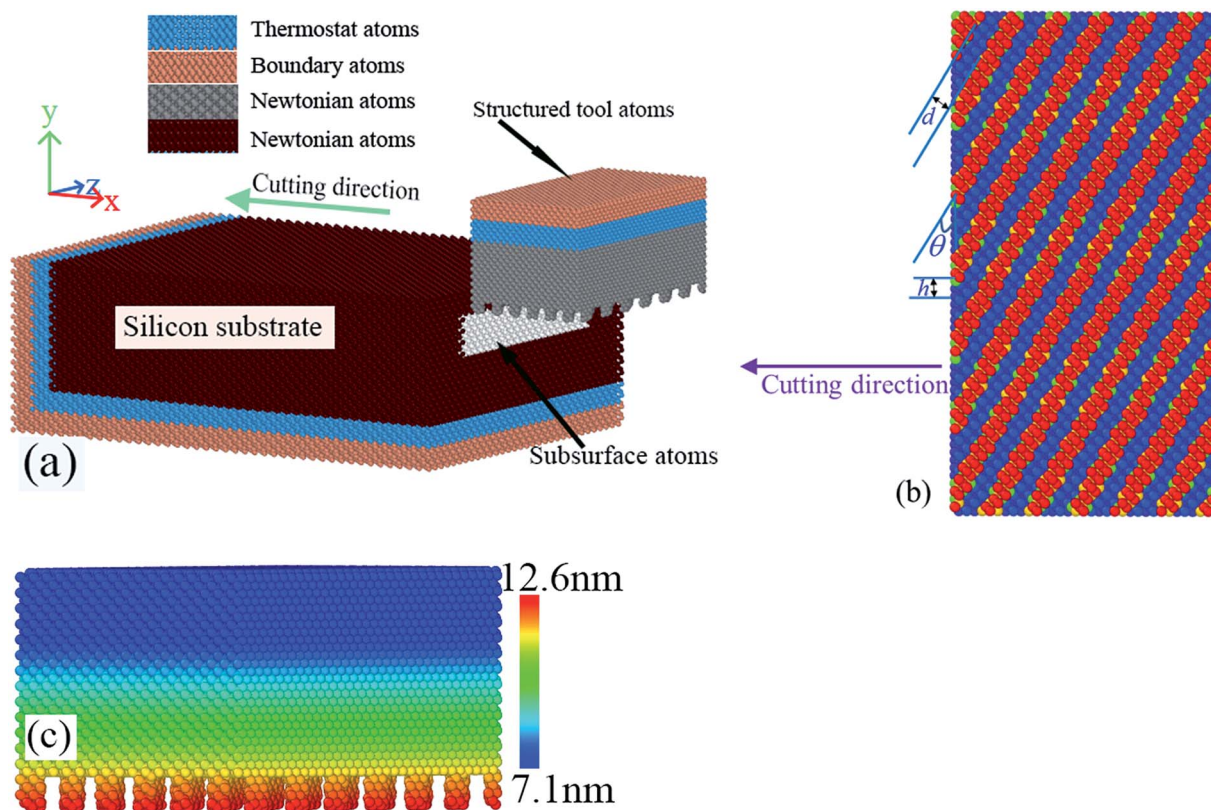 Thermostat atoms
Boundary atoms
Newtonian atoms
Newtonian atoms
Structured tool atoms
y
z
x
Cutting direction
Silicon substrate
Subsurface atoms
(a)
d
θ
h
Cutting direction
(b)
12.6nm
(c)
7.1nm